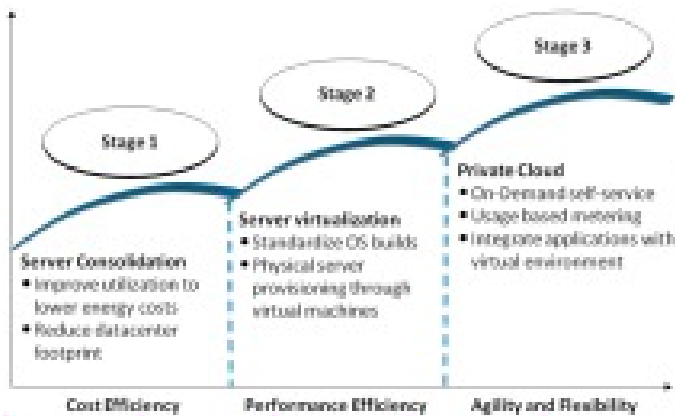 Stage 1
Stage 2
Stage 3
Server Consolidation
▪ Improve utilization to
lower energy costs
▪ Reduce datacenter
footprint
Server virtualization
▪ Standardize OS builds
▪ Physical server
provisioning through
virtual machines
Private Cloud
▪ On-Demand self-service
▪ Usage based metering
▪ Integrate applications with
virtual environment
Cost Efficiency
Performance Efficiency
Agility and Flexibility